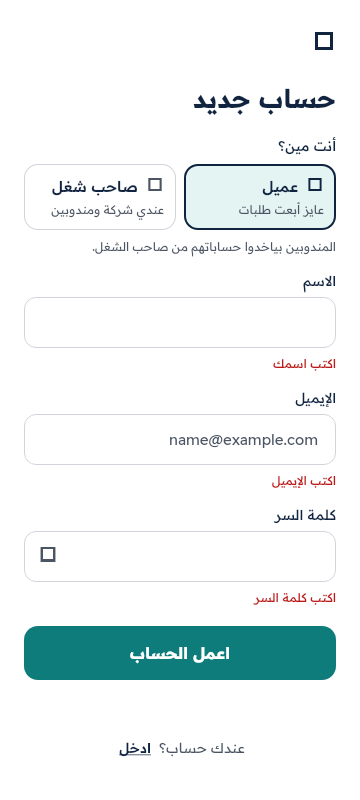 حساب جديد
أنت مين؟
عميل
عايز أبعت طلبات
صاحب شغل
عندي شركة ومندوبين
المندوبين بياخدوا حساباتهم من صاحب الشغل.
الاسم
اكتب اسمك
الإيميل
name@example.com
اكتب الإيميل
كلمة السر
اكتب كلمة السر
اعمل الحساب
عندك حساب؟ ادخل